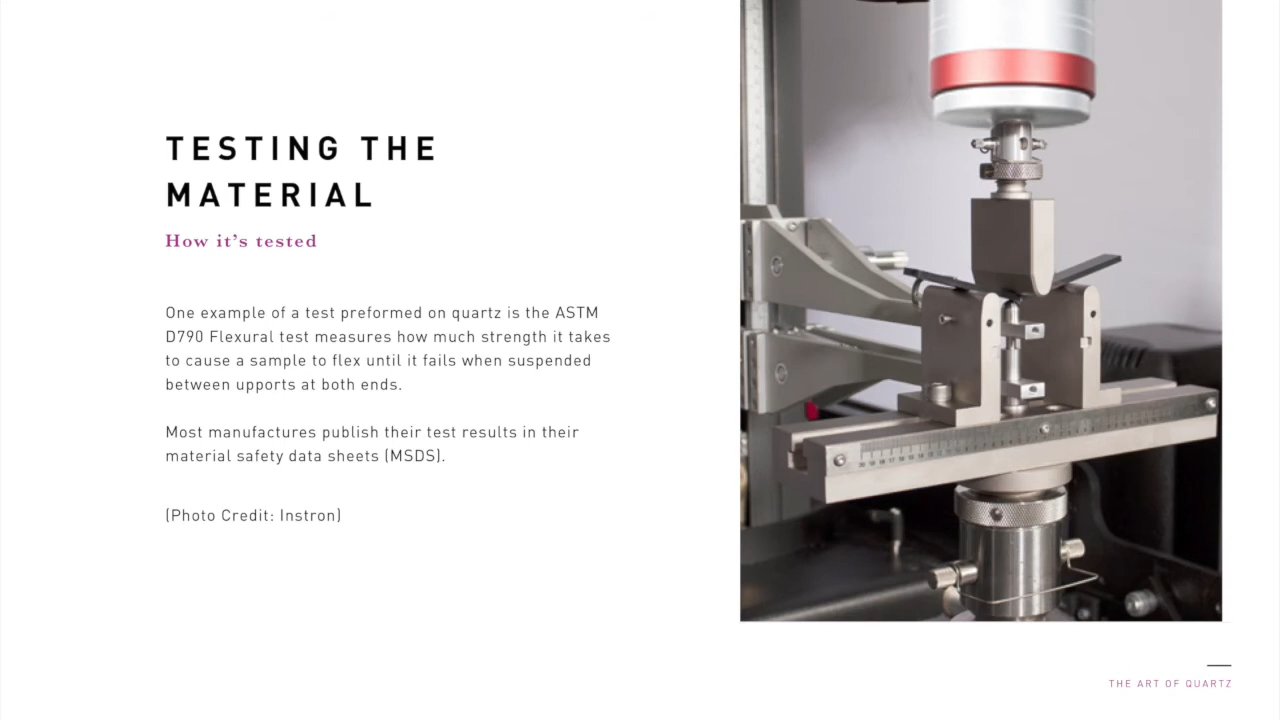 TESTING THE
MATERIAL
How it's tested
One example of a test preformed on quartz is the ASTM
D790 Flexural test measures how much strength it takes
to cause a sample to flex until it fails when suspended
between upports at both ends.
Most manufactures publish their test results in their
material safety data sheets (MSDS).
(Photo Credit: Instron)
THE ART OF QUARTZ